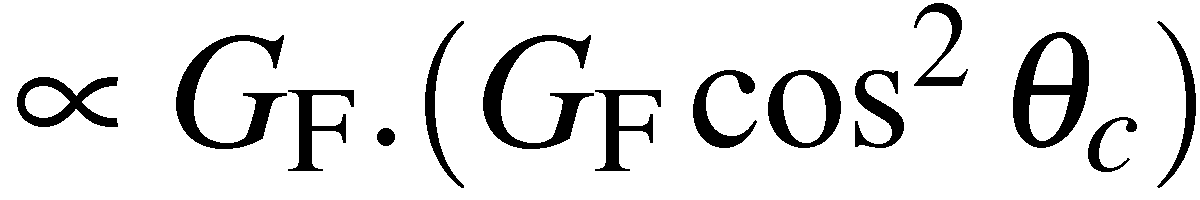 ∝ G_F.(G_F cos² θ_c)